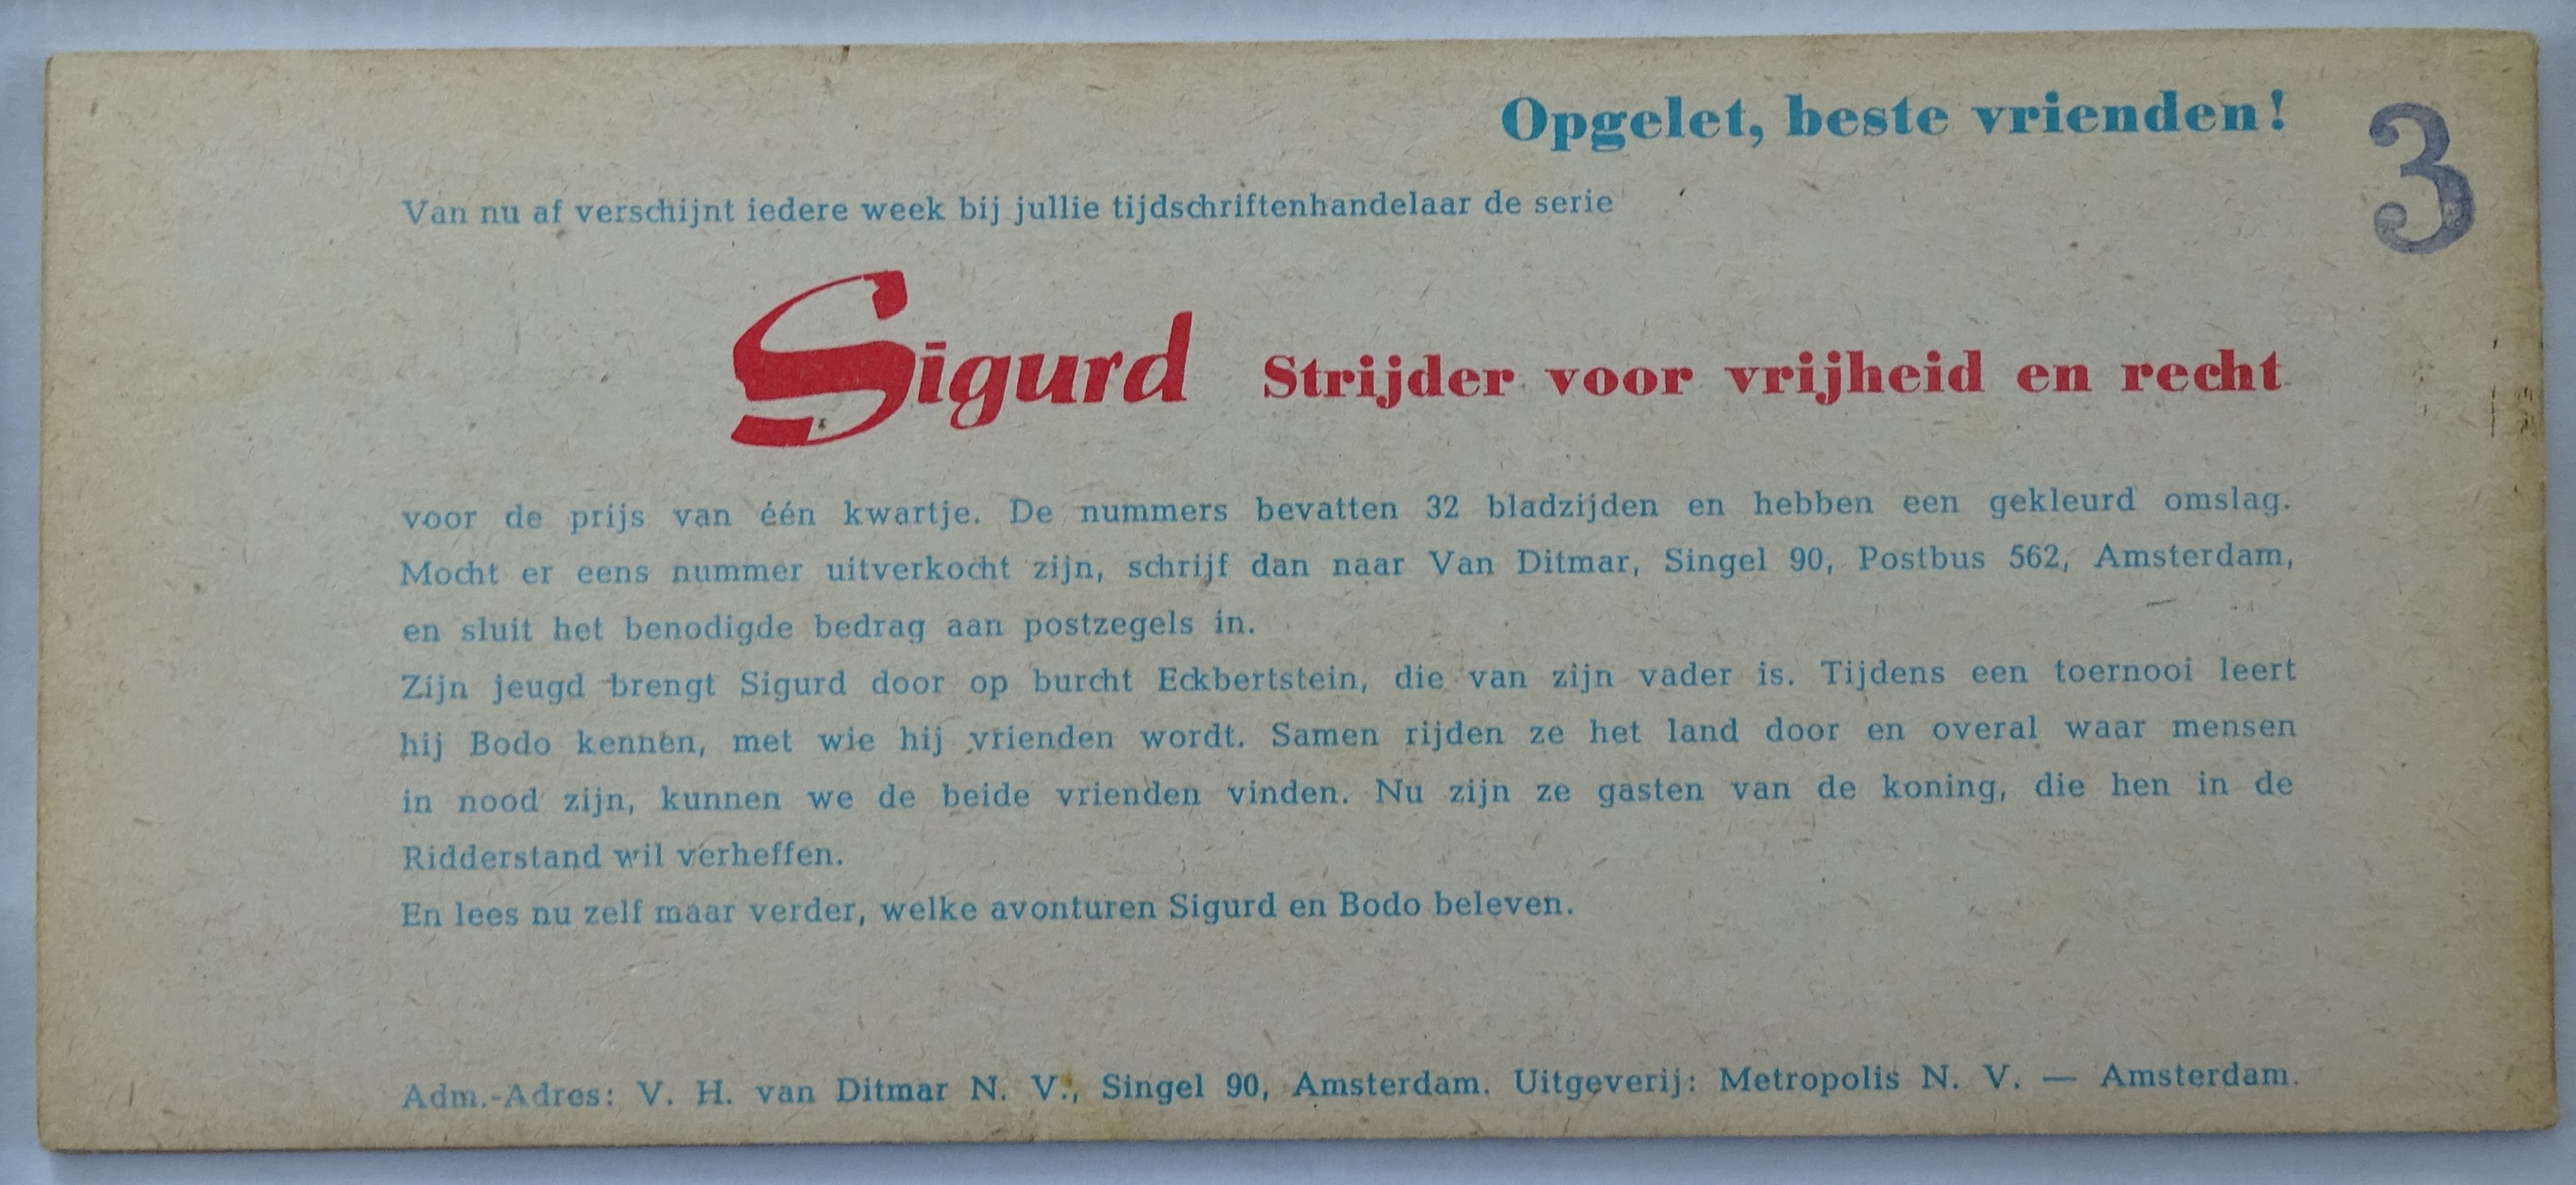 Opgelet, beste vrienden!
3
Van nu af verschijnt iedere week bij jullie tijdschriftenhandelaar de serie
Sigurd Strijder voor vrijheid en recht
voor de prijs van één kwartje. De nummers bevatten 32 bladzijden en hebben een gekleurd omslag.
Mocht er eens nummer uitverkocht zijn, schrijf dan naar Van Ditmar, Singel 90, Postbus 562, Amsterdam,
en sluit het benodigde bedrag aan postzegels in.
Zijn jeugd brengt Sigurd door op burcht Eckbertstein, die van zijn vader is. Tijdens een toernooi leert
hij Bodo kennen, met wie hij vrienden wordt. Samen rijden ze het land door en overal waar mensen
in nood zijn, kunnen we de beide vrienden vinden. Nu zijn ze gasten van de koning, die hen in de
Ridderstand wil verheffen.
En lees nu zelf maar verder, welke avonturen Sigurd en Bodo beleven.
Adm.-Adres: V. H. van Ditmar N. V., Singel 90, Amsterdam. Uitgeverij: Metropolis N. V. — Amsterdam.